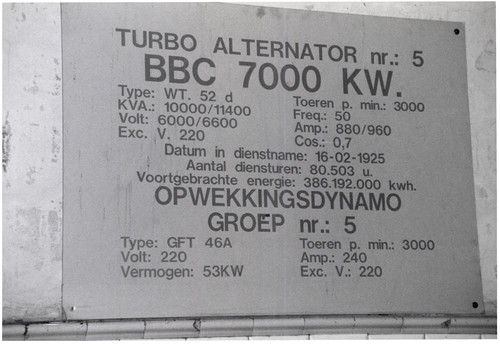 TURBO ALTERNATOR nr.: 5
BBC 7000 KW.
Type: WT. 52 d
KVA.: 10000/11400
Volt: 6000/6600
Exc. V. 220
Toeren p. min.: 3000
Freq.: 50
Amp.: 880/960
Cos.: 0,7
Datum in dienstname: 16-02-1925
Aantal diensturen: 80.503 u.
Voortgebrachte energie: 386.192.000 kwh.
OPWEKKINGSDYNAMO
GROEP nr.: 5
Type: GFT 46A
Volt: 220
Vermogen: 53KW
Toeren p. min.: 3000
Amp.: 240
Exc. V.: 220